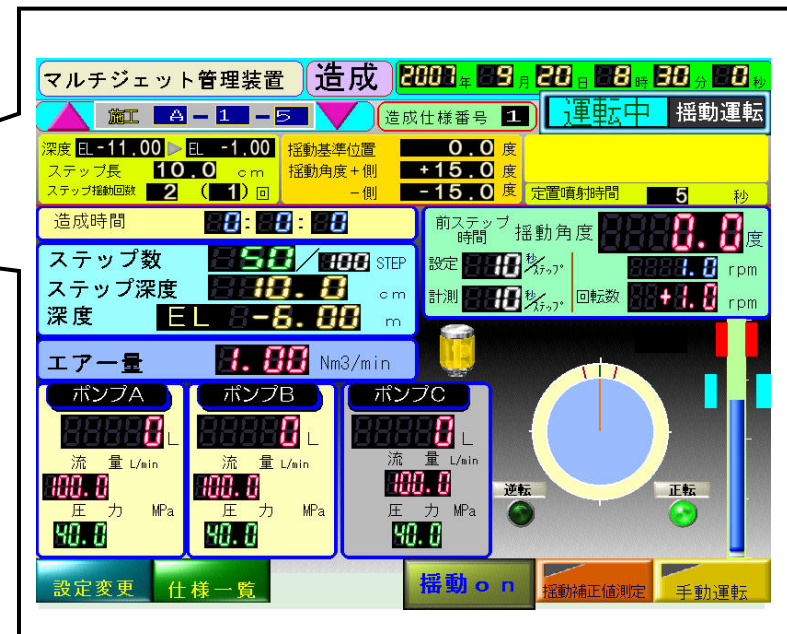 マルチジェット管理装置 造成 2007年 9月 20日 8時 30分 0秒
施工 A－1－5 造成仕様番号 1 運転中 揺動運転
深度 EL-11.00 EL -1.00 揺動基準位置 0.0 度
ステップ長 10.0 cm 揺動角度＋側 +15.0 度
ステップ揺動回数 2 ( 1) 回 －側 -15.0 度 定置噴射時間 5 秒
造成時間 0: 0: 0
前ステップ時間 揺動角度 0.0度
ステップ数 50/100 STEP
設定 10 秒/ステップ 1.0 rpm
ステップ深度 10.0 cm
計測 10 秒/ステップ 回転数 +1.0 rpm
深度 EL -6.00 m
エアー量 1.00 Nm3/min
ポンプA ポンプB ポンプC
0 L 0 L 0 L
流 量 L/min 流 量 L/min 流 量 L/min
100.0 100.0 100.0
逆転 正転
圧 力 MPa 圧 力 MPa 圧 力 MPa
40.0 40.0 40.0
設定変更 仕様一覧 揺動on 揺動補正値測定 手動運転